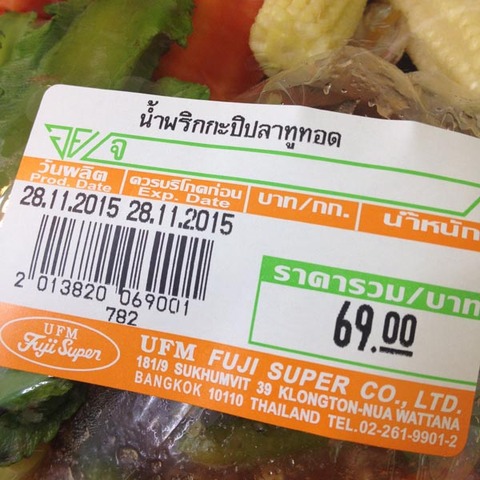 น้ำพริกกะปิปลาทูทอด
เจ/จ
วันผลิต ควรบริโภคก่อน บาท/กก. น้ำหนัก
Prod. Date Exp. Date
28.11.2015 28.11.2015
2 013820 069001
782
ราคารวม/บาท
69.00
UFM
Fuji Super
UFM FUJI SUPER CO., LTD.
181/9 SUKHUMVIT 39 KLONGTON-NUA WATTANA
BANGKOK 10110 THAILAND TEL.02-261-9901-2